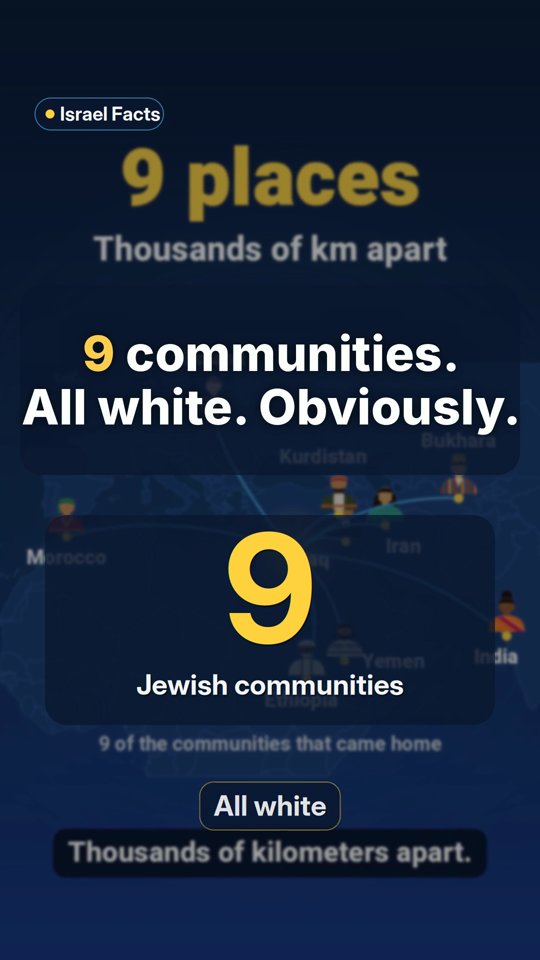 Israel Facts
9 places
Thousands of km apart
9 communities.
All white. Obviously.
Bukhara
Kurdistan
Iran
Morocco
9
India
Yemen
Jewish communities
Ethiopia
9 of the communities that came home
All white
Thousands of kilometers apart.